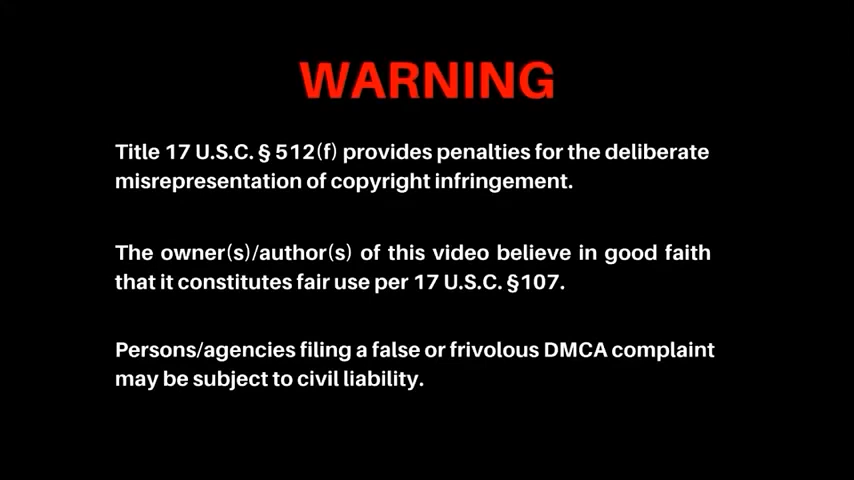 WARNING
Title 17 U.S.C. § 512(f) provides penalties for the deliberate
misrepresentation of copyright infringement.
The owner(s)/author(s) of this video believe in good faith
that it constitutes fair use per 17 U.S.C. §107.
Persons/agencies filing a false or frivolous DMCA complaint
may be subject to civil liability.